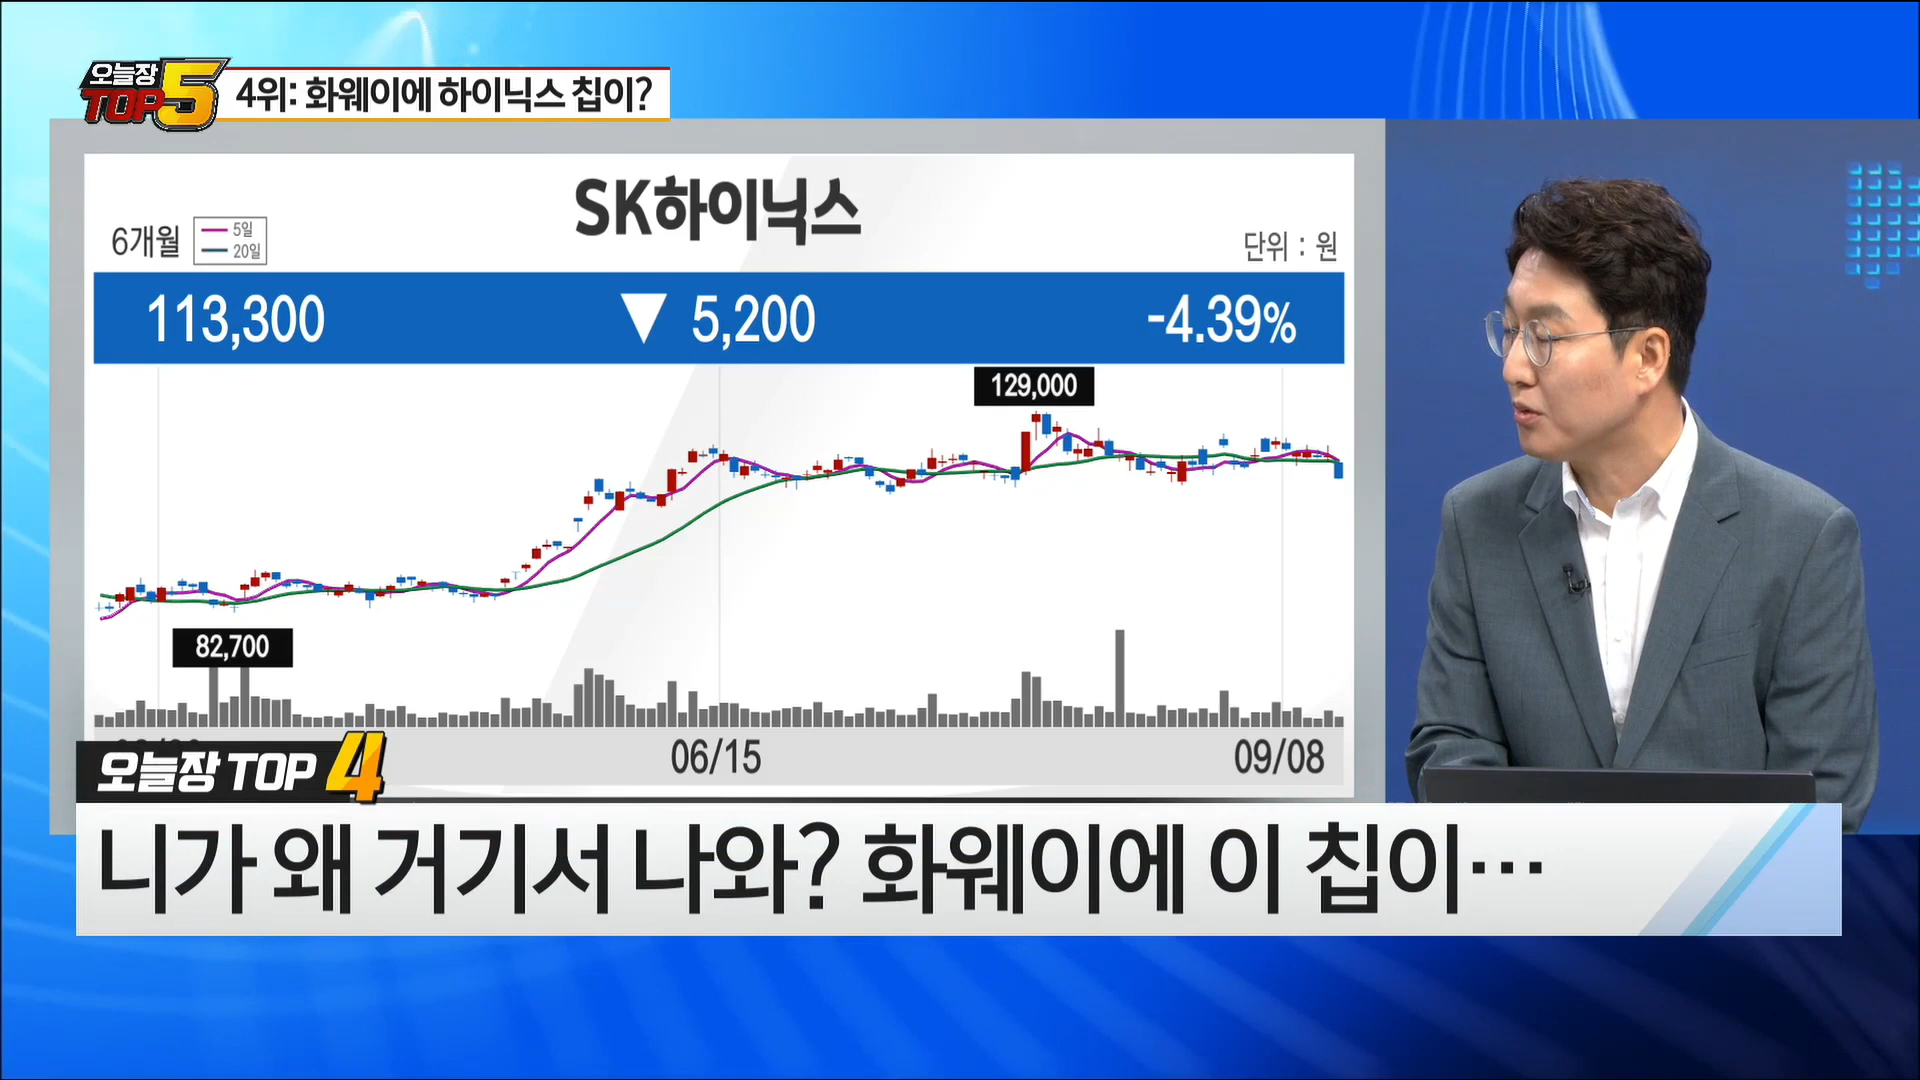 오늘장
TOP5
4위: 화웨이에 하이닉스 칩이?
SK하이닉스
6개월
5일
20일
단위 : 원
113,300 ▼ 5,200 -4.39%
129,000
82,700
06/15
09/08
오늘장 TOP 4
니가 왜 거기서 나와? 화웨이에 이 칩이…